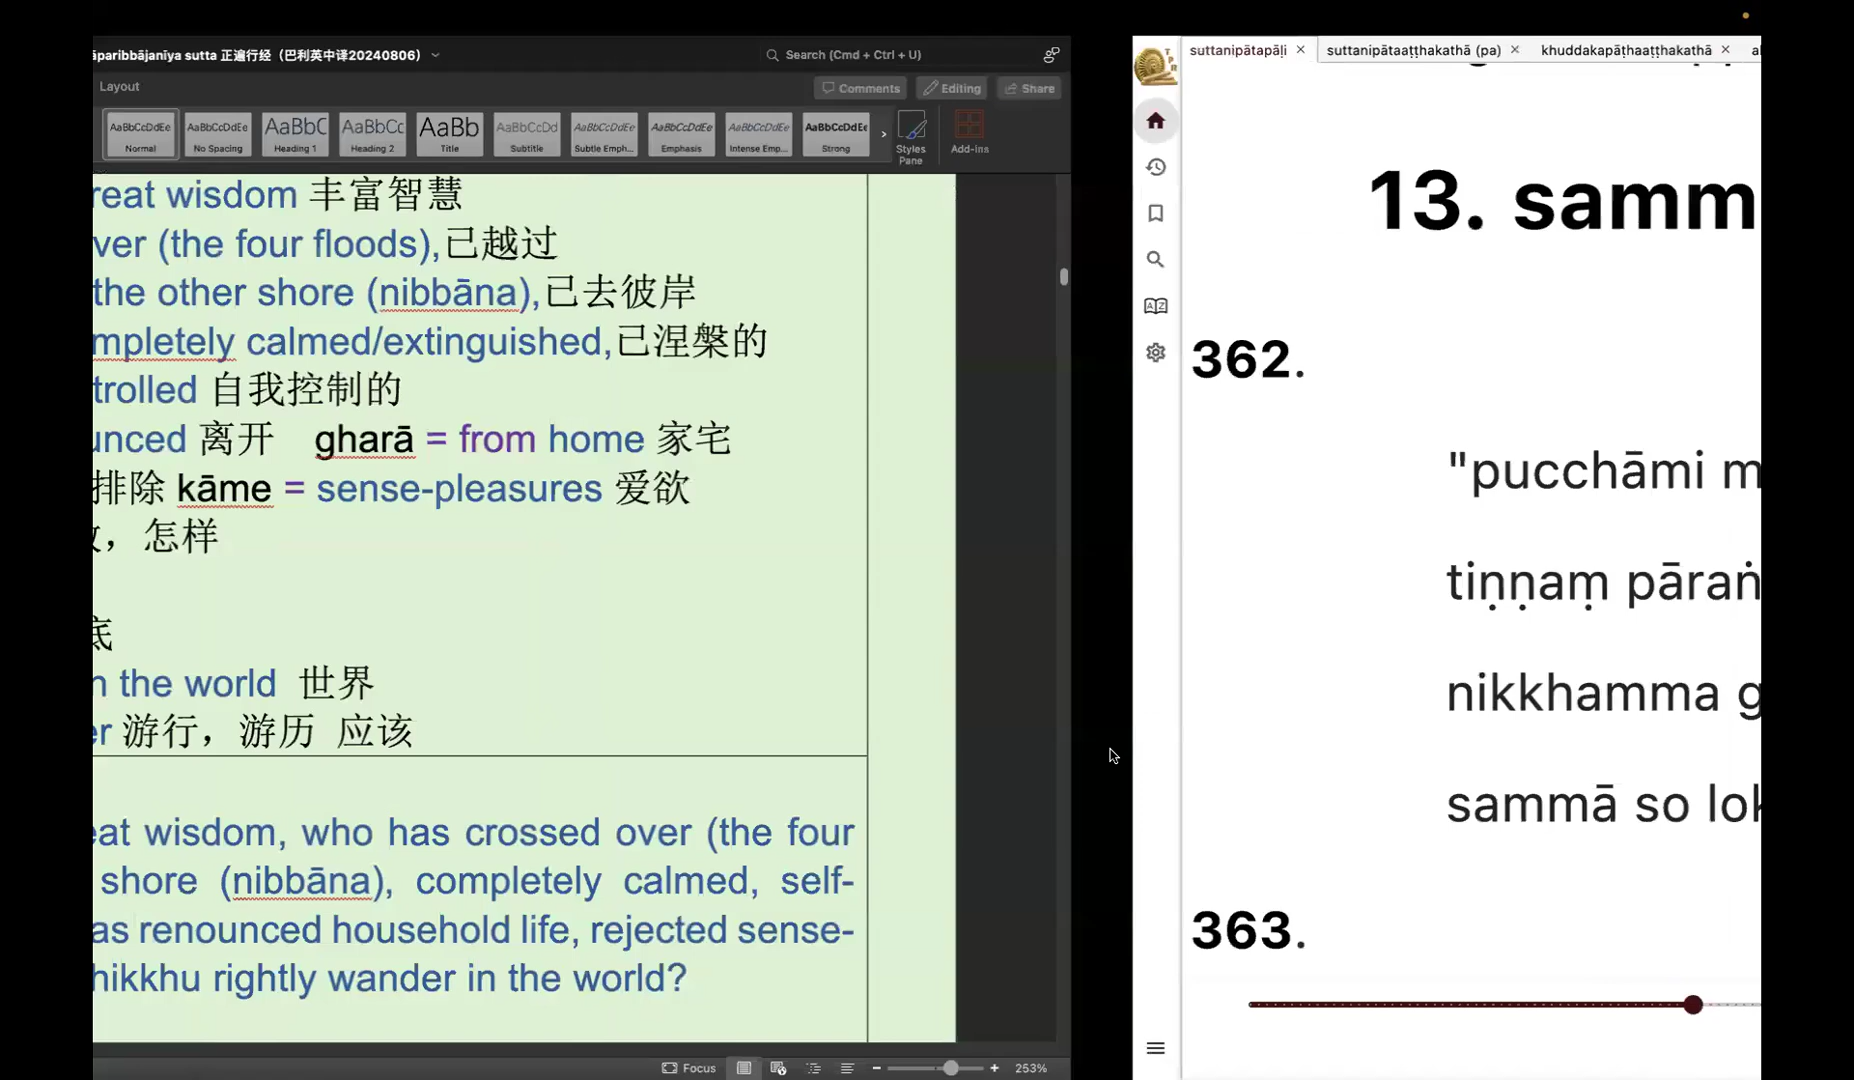 āparibbājanīya sutta 正遍行经（巴利英中译20240806）
Search (Cmd + Ctrl + U)
Layout
Comments
Editing
Share
AaBbCcDdEe
Normal
AaBbCcDdEe
No Spacing
AaBbC
Heading 1
AaBbCc
Heading 2
AaBb
Title
AaBbCcDd
Subtitle
AaBbCcDdEe
Subtle Emph...
AaBbCcDdEe
Emphasis
AaBbCcDdEe
Intense Emp...
AaBbCcDdEe
Strong
Styles
Pane
Add-ins
reat wisdom 丰富智慧
ver (the four floods),已越过
the other shore (nibbāna),已去彼岸
mpletely calmed/extinguished,已涅槃的
trolled 自我控制的
unced 离开 gharā = from home 家宅
排除 kāme = sense-pleasures 爱欲
，怎样
底
n the world 世界
er 游行，游历 应该
eat wisdom, who has crossed over (the four
shore (nibbāna), completely calmed, self-
as renounced household life, rejected sense-
hikkhu rightly wander in the world?
Focus
253%
TPR
suttanipātapāḷi
suttanipātaaṭṭhakathā (pa)
khuddakapāṭhaaṭṭhakathā
13. samm
362.
"pucchāmi m
tiṇṇaṃ pāraṅ
nikkhamma g
sammā so lok
363.